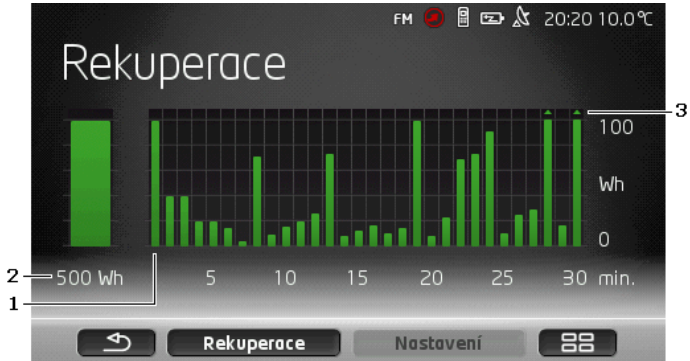 FM 20:20 10.0°C
Rekuperace
3
100
Wh
0
2 500 Wh 5 10 15 20 25 30 min.
1
Rekuperace Nastavení